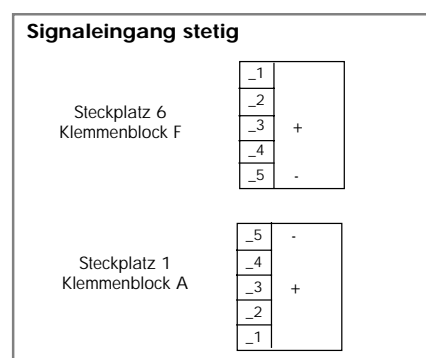 Signaleingang stetig
_1
_2
Steckplatz 6
Klemmenblock F
_3 +
_4
_5 -
_5 -
Steckplatz 1
Klemmenblock A
_4
_3 +
_2
_1